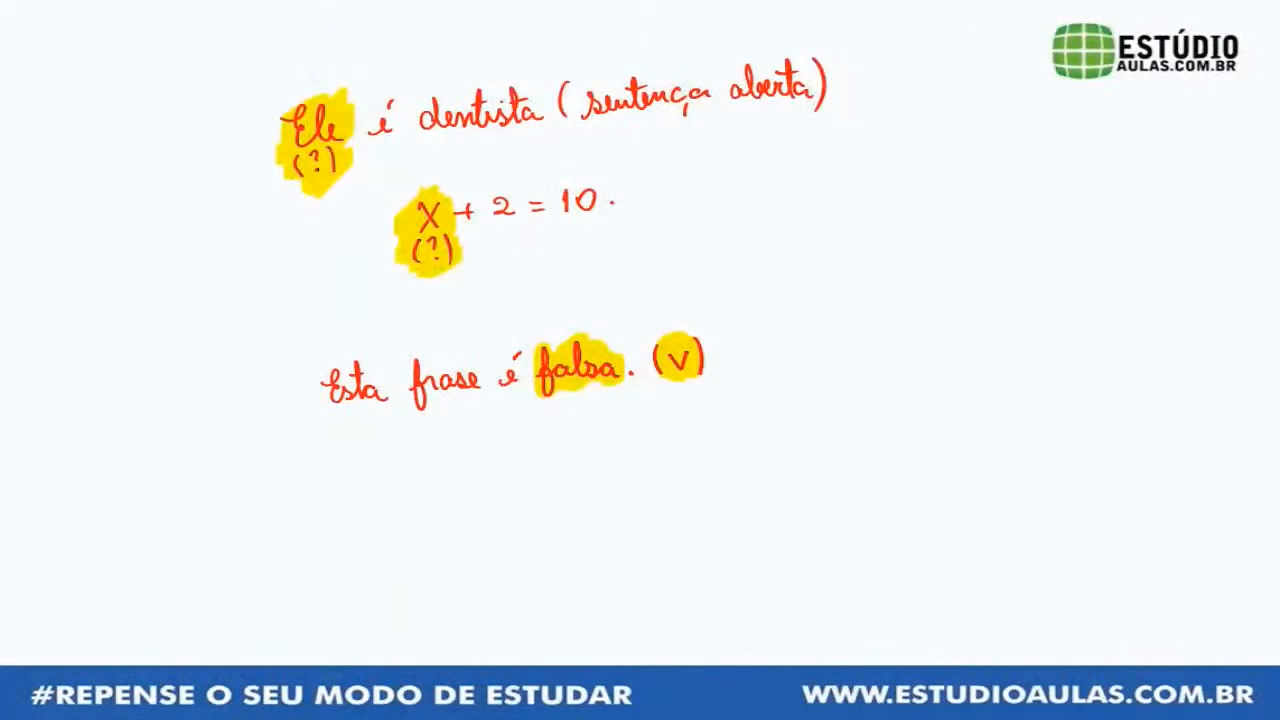 ESTÚDIO
AULAS.COM.BR
Ele é dentista (sentença aberta)
(?)
X + 2 = 10.
(?)
Esta frase é falsa. (V)
#REPENSE O SEU MODO DE ESTUDAR
WWW.ESTUDIOAULAS.COM.BR